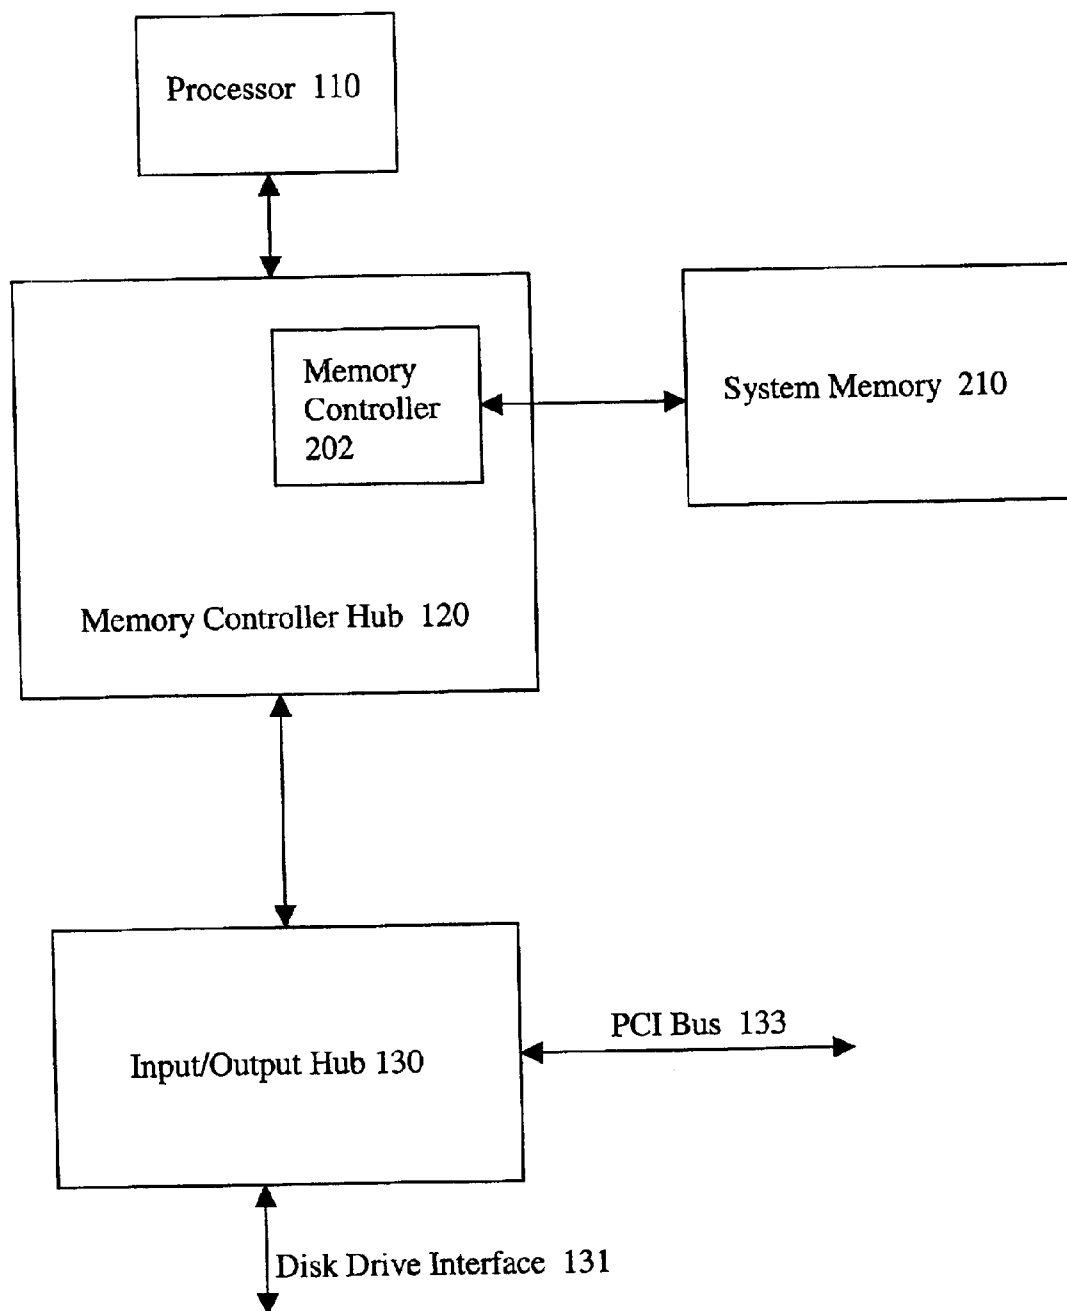 Processor 110
Memory
Controller
202
System Memory 210
Memory Controller Hub 120
PCI Bus 133
Input/Output Hub 130
Disk Drive Interface 131